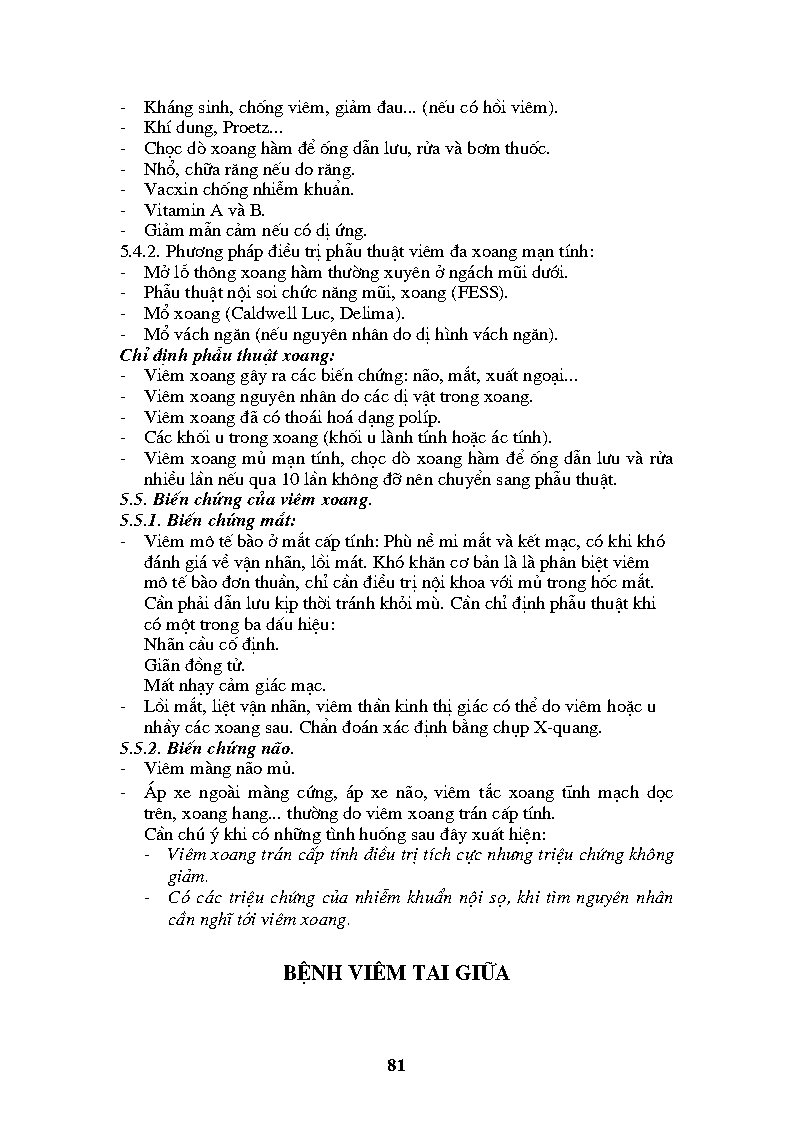 - Kháng sinh, chống viêm, giảm đau... (nếu có hồi viêm).
- Khí dung, Proetz...
- Chọc dò xoang hàm để ống dẫn lưu, rửa và bơm thuốc.
- Nhổ, chữa răng nếu do răng.
- Vacxin chống nhiễm khuẩn.
- Vitamin A và B.
- Giảm mẫn cảm nếu có dị ứng.
5.4.2. Phương pháp điều trị phẫu thuật viêm đa xoang mạn tính:
- Mở lỗ thông xoang hàm thường xuyên ở ngách mũi dưới.
- Phẫu thuật nội soi chức năng mũi, xoang (FESS).
- Mổ xoang (Caldwell Luc, Delima).
- Mổ vách ngăn (nếu nguyên nhân do dị hình vách ngăn).
Chỉ định phẫu thuật xoang:
- Viêm xoang gây ra các biến chứng: não, mắt, xuất ngoại...
- Viêm xoang nguyên nhân do các dị vật trong xoang.
- Viêm xoang đã có thoái hoá dạng políp.
- Các khối u trong xoang (khối u lành tính hoặc ác tính).
- Viêm xoang mủ mạn tính, chọc dò xoang hàm để ống dẫn lưu và rửa
nhiều lần nếu qua 10 lần không đỡ nên chuyển sang phẫu thuật.
5.5. Biến chứng của viêm xoang.
5.5.1. Biến chứng mắt:
- Viêm mô tế bào ở mắt cấp tính: Phù nề mi mắt và kết mạc, có khi khó
đánh giá về vận nhãn, lồi mát. Khó khăn cơ bản là là phân biệt viêm
mô tế bào đơn thuần, chỉ cần điều trị nội khoa với mủ trong hốc mắt.
Cần phải dẫn lưu kịp thời tránh khỏi mù. Cần chỉ định phẫu thuật khi
có một trong ba dấu hiệu:
Nhãn cầu cố định.
Giãn đồng tử.
Mất nhạy cảm giác mạc.
- Lồi mắt, liệt vận nhãn, viêm thần kinh thị giác có thể do viêm hoặc u
nhầy các xoang sau. Chẩn đoán xác định bằng chụp X-quang.
5.5.2. Biến chứng não.
- Viêm màng não mủ.
- Áp xe ngoài màng cứng, áp xe não, viêm tắc xoang tĩnh mạch dọc
trên, xoang hang... thường do viêm xoang trán cấp tính.
Cần chú ý khi có những tình huống sau đây xuất hiện:
- Viêm xoang trán cấp tính điều trị tích cực nhưng triệu chứng không
giảm.
- Có các triệu chứng của nhiễm khuẩn nội sọ, khi tìm nguyên nhân
cần nghĩ tới viêm xoang.
BỆNH VIÊM TAI GIỮA
81